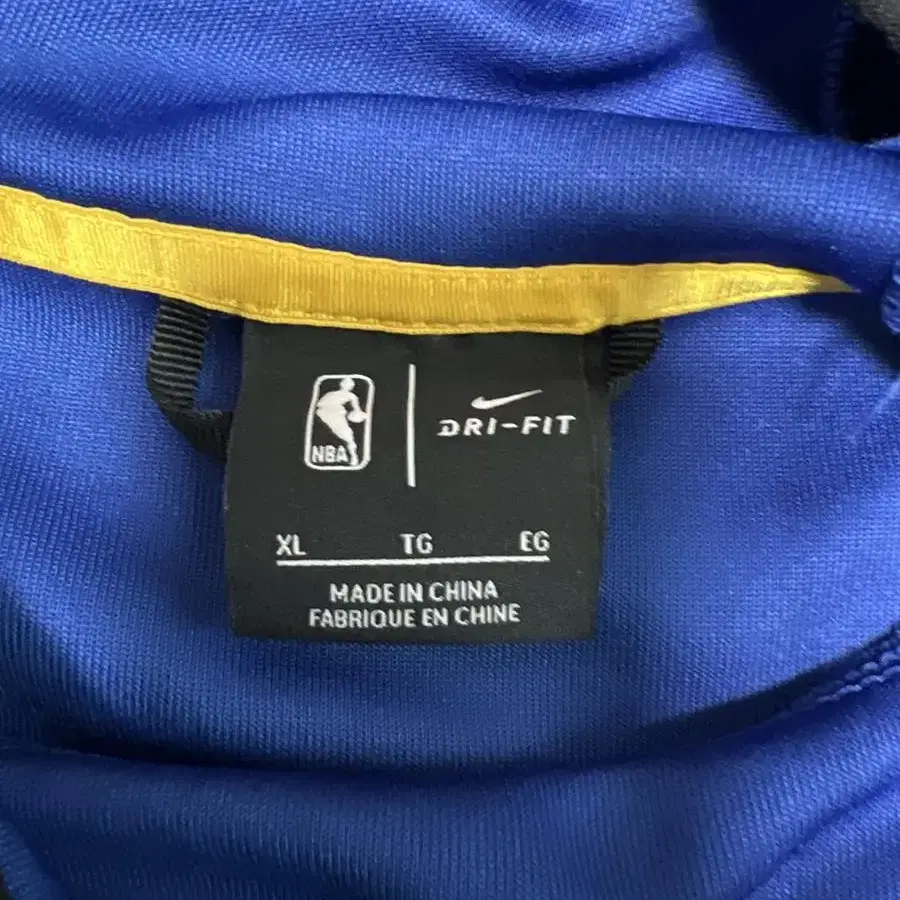 NBA
DRI-FIT
XL TG EG
MADE IN CHINA
FABRIQUE EN CHINE